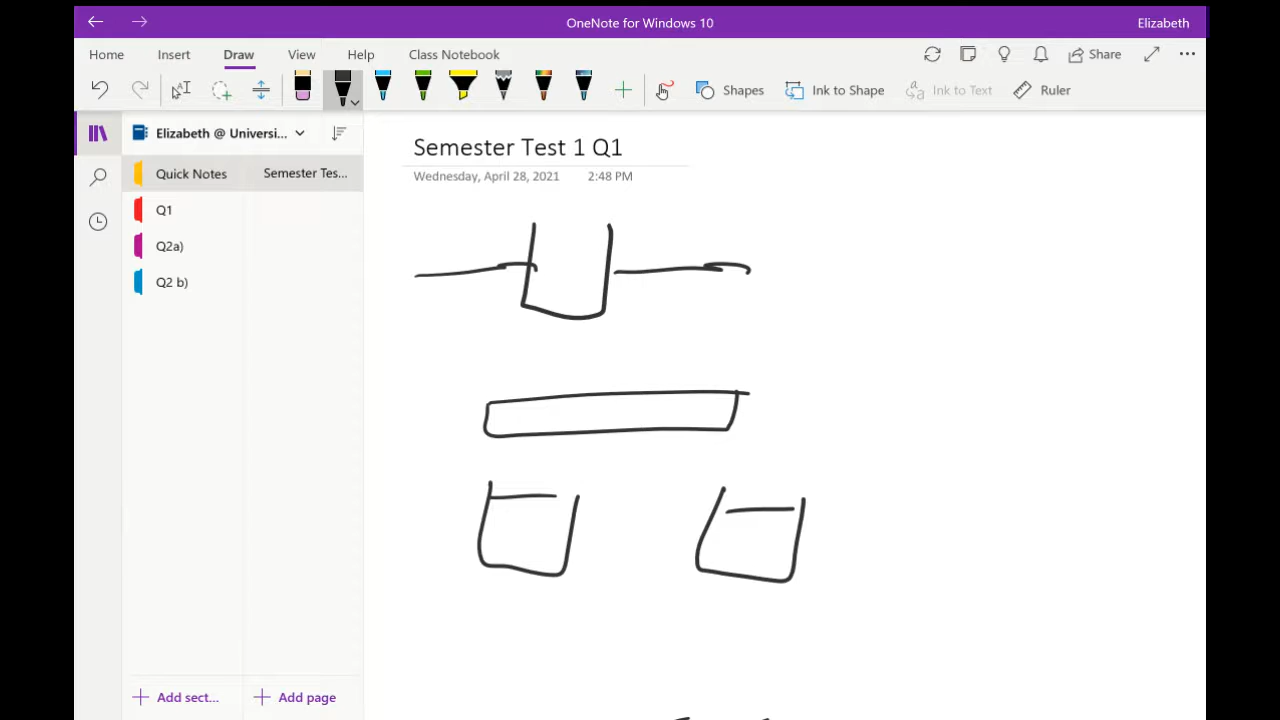 OneNote for Windows 10
Elizabeth
Home
Insert
Draw
View
Help
Class Notebook
Share
Shapes
Ink to Shape
Ink to Text
Ruler
Elizabeth @ Universi...
Semester Test 1 Q1
Wednesday, April 28, 2021 2:48 PM
Quick Notes
Semester Tes...
Q1
Q2a)
Q2 b)
Add sect...
Add page